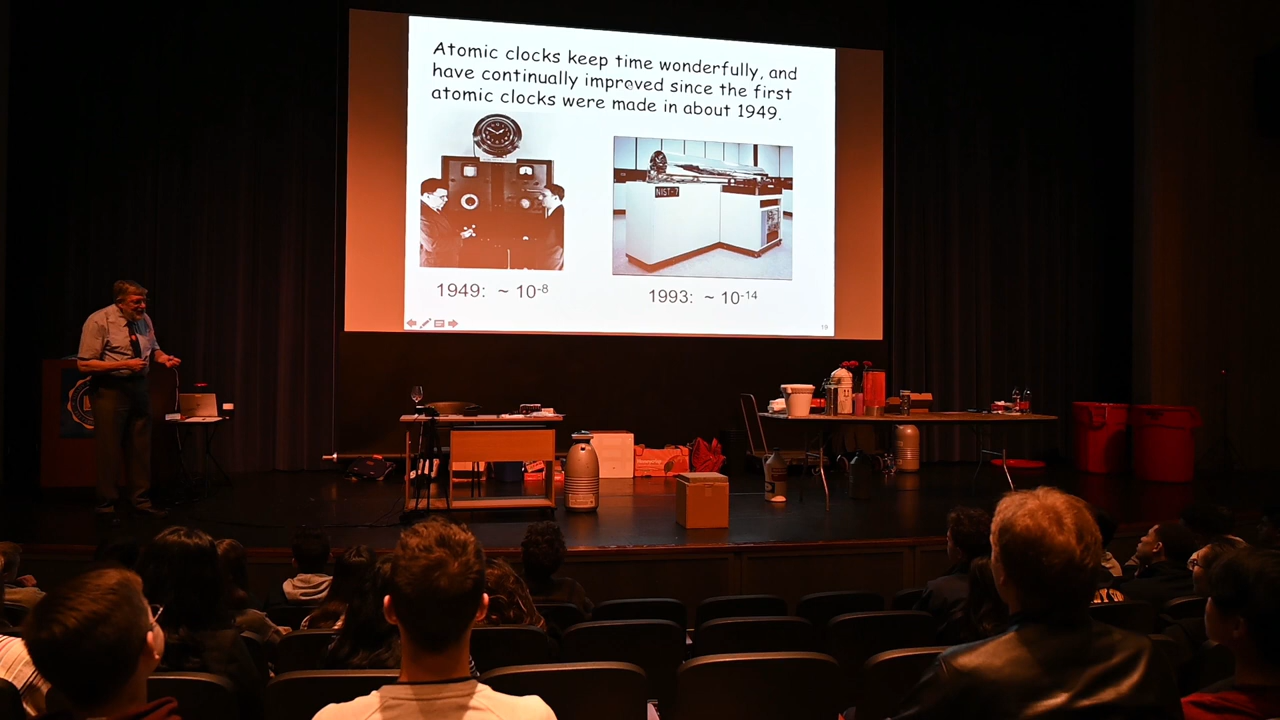 Atomic clocks keep time wonderfully, and
have continually improved since the first
atomic clocks were made in about 1949.
NIST-7
1949: ~ 10⁻⁸
1993: ~ 10⁻¹⁴
19